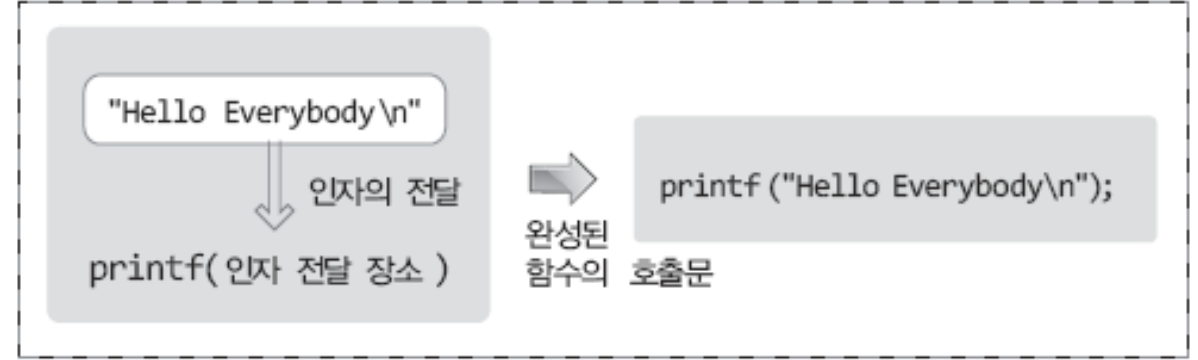 "Hello Everybody\n"
인자의 전달
printf(인자 전달 장소)
완성된
함수의 호출문
printf("Hello Everybody\n");